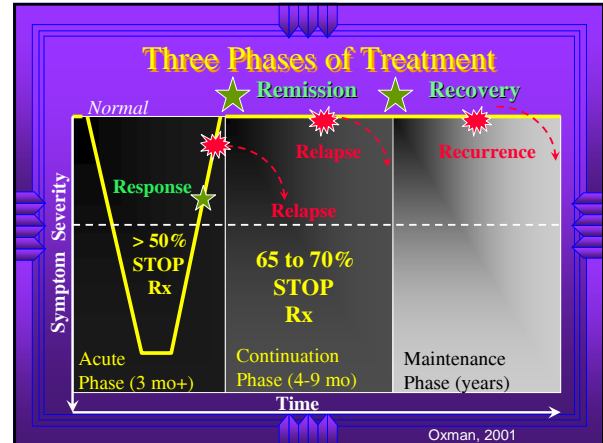 Three Phases of Treatment
Remission
Recovery
Normal
Relapse
Recurrence
Response
Relapse
Symptom Severity
> 50%
STOP
Rx
65 to 70%
STOP
Rx
Acute
Phase (3 mo+)
Continuation
Phase (4-9 mo)
Maintenance
Phase (years)
Time
Oxman, 2001